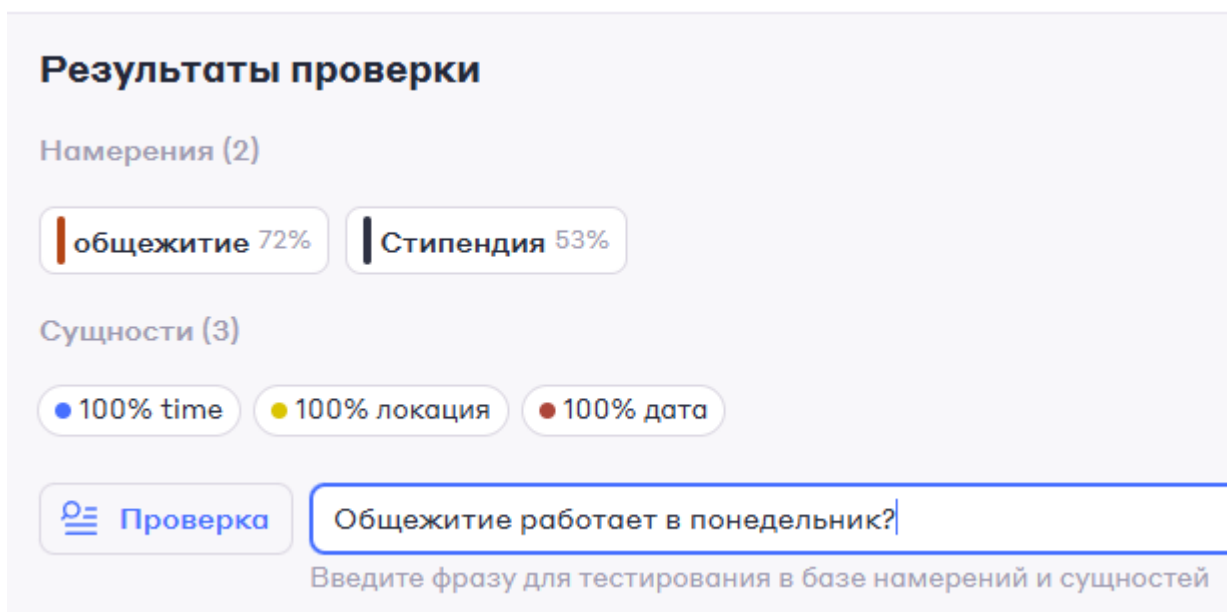 Результаты проверки
Намерения (2)
общежитие 72% Стипендия 53%
Сущности (3)
100% time 100% локация 100% дата
Проверка Общежитие работает в понедельник?
Введите фразу для тестирования в базе намерений и сущностей